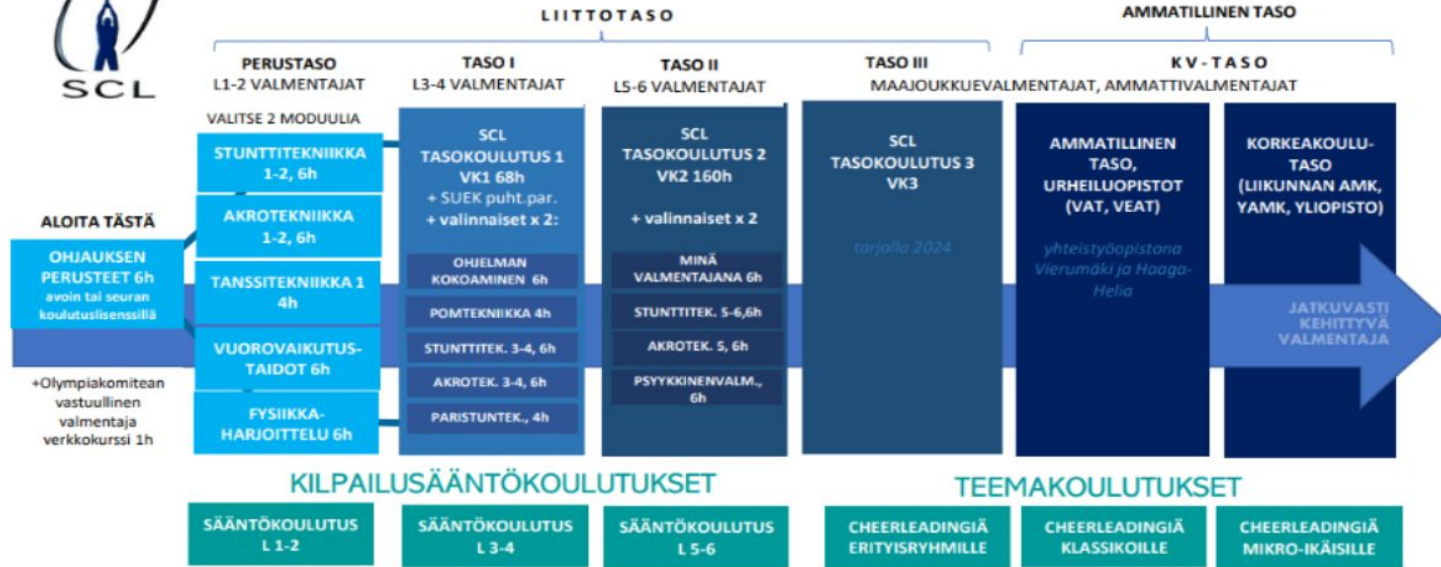 SCL
LIITTOTASO
AMMATILLINEN TASO
PERUSTASO
L1-2 VALMENTAJAT
TASO I
L3-4 VALMENTAJAT
TASO II
L5-6 VALMENTAJAT
TASO III
KV-TASO
MAAJOUKKUEVALMENTAJAT, AMMATTIVALMENTAJAT
ALOITA TÄSTÄ
OHJAUKSEN
PERUSTEET 6h
avoin tai seuran
koulutuslisenssillä
+Olympiakomitean
vastuullinen
valmentaja
verkkokurssi 1h
VALITSE 2 MODUULIA
STUNTTITEKNIIKKA
1-2, 6h
AKROTEKNIIKKA
1-2, 6h
TANSSITEKNIIKKA 1
4h
VUOROVAIKUTUS-
TAIDOT 6h
FYSIIKKA-
HARJOITTELU 6h
SCL
TASOKOULUTUS 1
VK1 68h
+ SUEK puht.par.
+ valinnaiset x 2:
OHJELMAN
KOKOAMINEN 6h
POMTEKNIIKKA 4h
STUNTTITEK. 3-4, 6h
AKROTEK. 3-4, 6h
PARISTUNTEK., 4h
SCL
TASOKOULUTUS 2
VK2 160h
+ valinnaiset x 2
MINÄ
VALMENTAJANA 6h
STUNTTITEK. 5-6,6h
AKROTEK. 5, 6h
PSYYKKINENVALM.,
6h
SCL
TASOKOULUTUS 3
VK3
tarjolla 2024
AMMATILLINEN
TASO,
URHEILUOPISTOT
(VAT, VEAT)
yhteistyöopistona
Vierumäki ja Haaga-
Helia
KORKEAKOULU-
TASO
(LIIKUNNAN AMK,
YAMK, YLIOPISTO)
JATKUVASTI
KEHITTYVÄ
VALMENTAJA
KILPAILUSÄÄNTÖKOULUTUKSET
SÄÄNTÖKOULUTUS
L 1-2
SÄÄNTÖKOULUTUS
L 3-4
SÄÄNTÖKOULUTUS
L 5-6
TEEMAKOULUTUKSET
CHEERLEADINGIÄ
ERITYISRYHMILLE
CHEERLEADINGIÄ
KLASSIKOILLE
CHEERLEADINGIÄ
MIKRO-IKÄISILLE